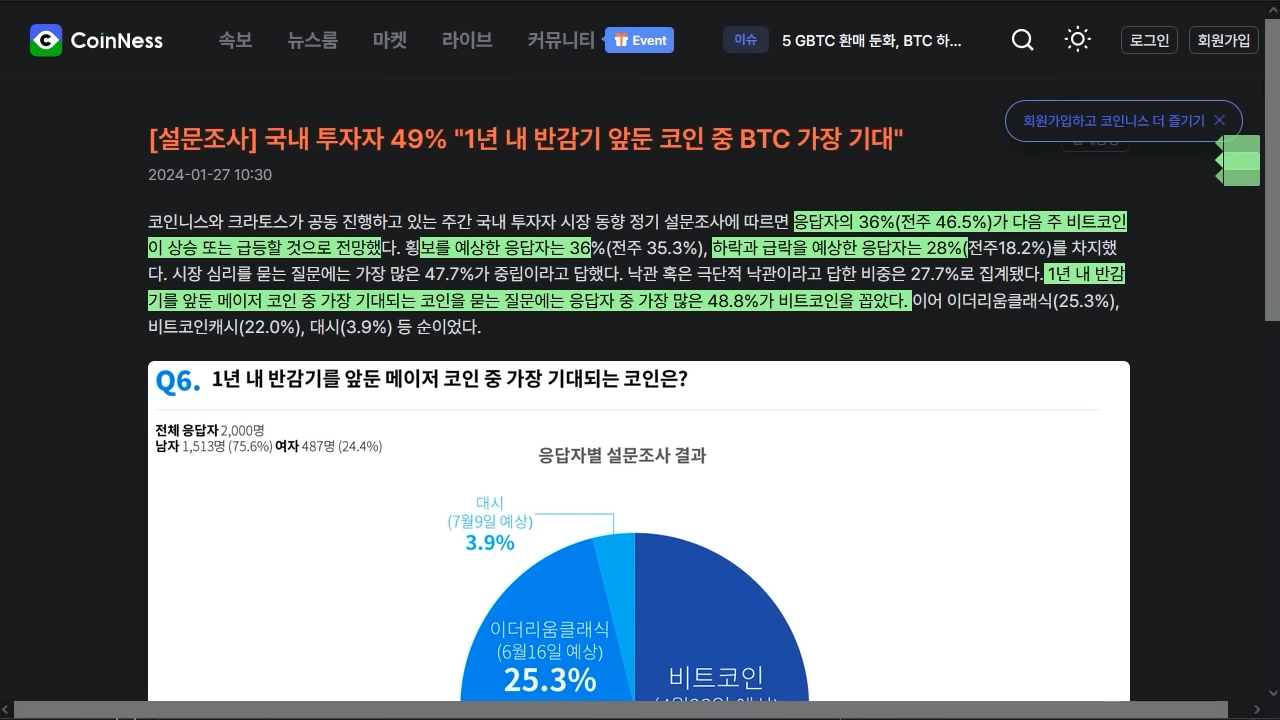 CoinNess 속보 뉴스룸 마켓 라이브 커뮤니티 Event 이슈 5 GBTC 환매 둔화, BTC 하... 로그인 회원가입
회원가입하고 코인니스 더 즐기기
[설문조사] 국내 투자자 49% "1년 내 반감기 앞둔 코인 중 BTC 가장 기대"
2024-01-27 10:30
코인니스와 크라토스가 공동 진행하고 있는 주간 국내 투자자 시장 동향 정기 설문조사에 따르면 응답자의 36%(전주 46.5%)가 다음 주 비트코인
이 상승 또는 급등할 것으로 전망했다. 횡보를 예상한 응답자는 36%(전주 35.3%), 하락과 급락을 예상한 응답자는 28%(전주18.2%)를 차지했
다. 시장 심리를 묻는 질문에는 가장 많은 47.7%가 중립이라고 답했다. 낙관 혹은 극단적 낙관이라고 답한 비중은 27.7%로 집계됐다. 1년 내 반감
기를 앞둔 메이저 코인 중 가장 기대되는 코인을 묻는 질문에는 응답자 중 가장 많은 48.8%가 비트코인을 꼽았다. 이어 이더리움클래식(25.3%),
비트코인캐시(22.0%), 대시(3.9%) 등 순이었다.
Q6. 1년 내 반감기를 앞둔 메이저 코인 중 가장 기대되는 코인은?
전체 응답자 2,000명
남자 1,513명 (75.6%) 여자 487명 (24.4%)
응답자별 설문조사 결과
대시
(7월9일 예상)
3.9%
이더리움클래식
(6월16일 예상)
25.3%
비트코인